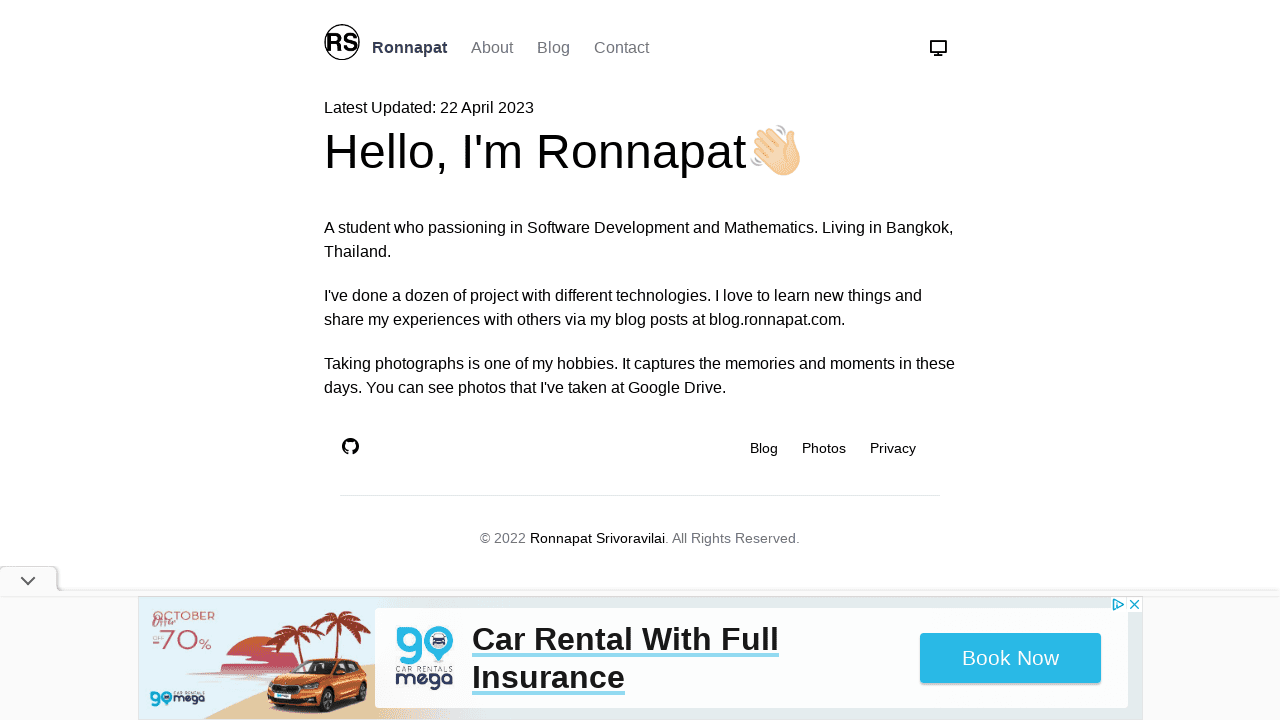 RS
Ronnapat
About
Blog
Contact
Latest Updated: 22 April 2023
Hello, I'm Ronnapat👋🏻
A student who passioning in Software Development and Mathematics. Living in Bangkok,
Thailand.
I've done a dozen of project with different technologies. I love to learn new things and
share my experiences with others via my blog posts at blog.ronnapat.com.
Taking photographs is one of my hobbies. It captures the memories and moments in these
days. You can see photos that I've taken at Google Drive.
Blog
Photos
Privacy
© 2022 Ronnapat Srivoravilai. All Rights Reserved.
OCTOBER
Offer
-70%
go mega
CAR RENTALS
go
CAR RENTALS
mega
Car Rental With Full
Insurance
Book Now